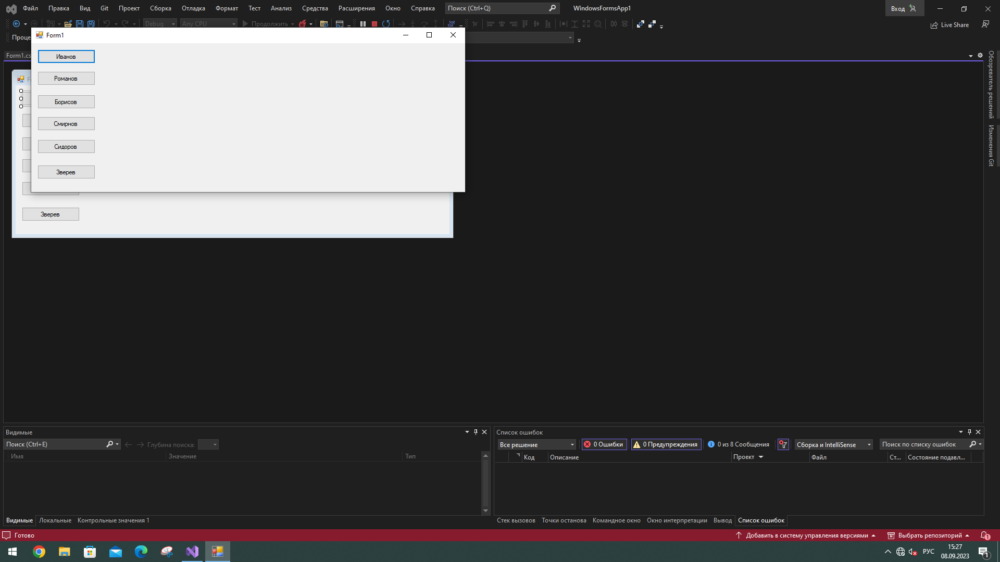 Файл Правка Вид Git Проект Сборка Отладка Формат Тест Анализ Средства Расширения Окно Справка Поиск (Ctrl+Q) WindowsFormsApp1 Вход
Debug Any CPU Продолжить Live Share
Проце
Form1
Form1.cs
Иванов
Романов
Борисов
Смирнов
Сидоров
Зверев
Зверев
Обозреватель решений
Изменения Git
Видимые
Поиск (Ctrl+E) Глубина поиска:
Имя Значение Тип
Видимые Локальные Контрольные значения 1
Список ошибок
Все решение 0 Ошибки 0 Предупреждения 0 из 8 Сообщения Сборка и IntelliSense Поиск по списку ошибок
Код Описание Проект Файл Ст... Состояние подавл...
Стек вызовов Точки останова Командное окно Окно интерпретации Вывод Список ошибок
Готово Добавить в систему управления версиями Выбрать репозиторий 1
РУС 15:27
08.09.2023 1